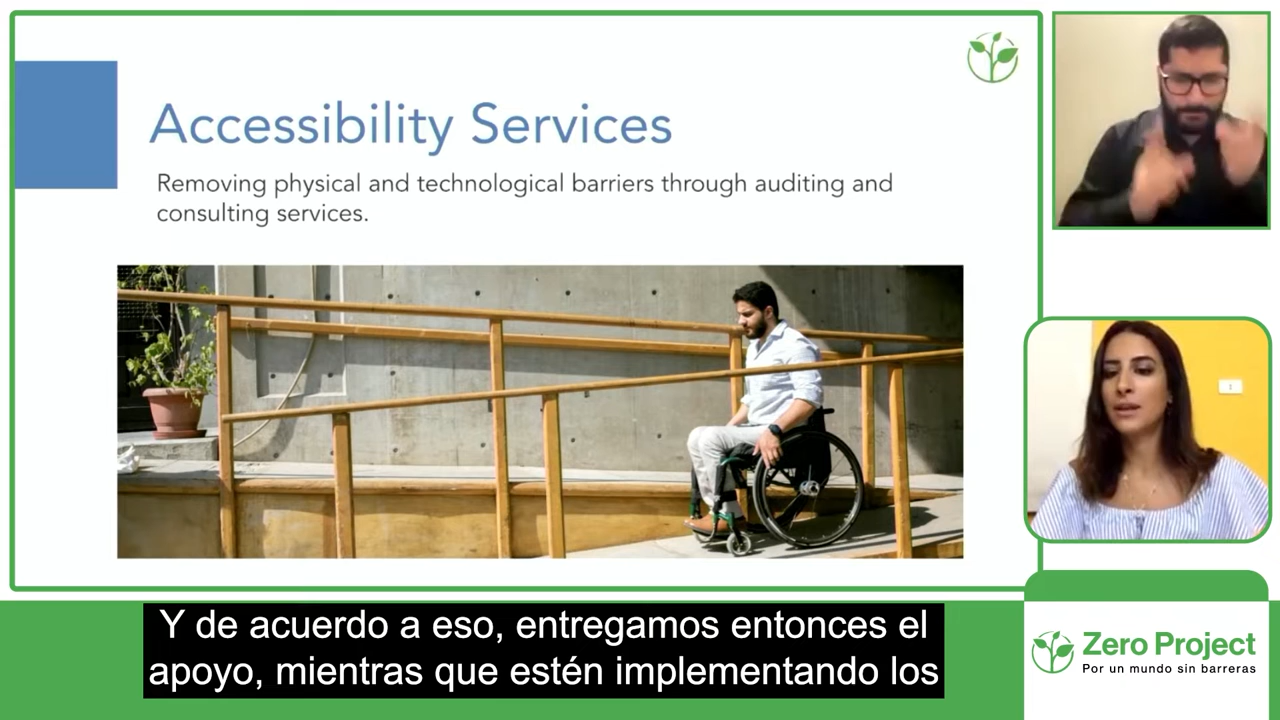 Accessibility Services
Removing physical and technological barriers through auditing and
consulting services.
Y de acuerdo a eso, entregamos entonces el
apoyo, mientras que estén implementando los
Zero Project
Por un mundo sin barreras